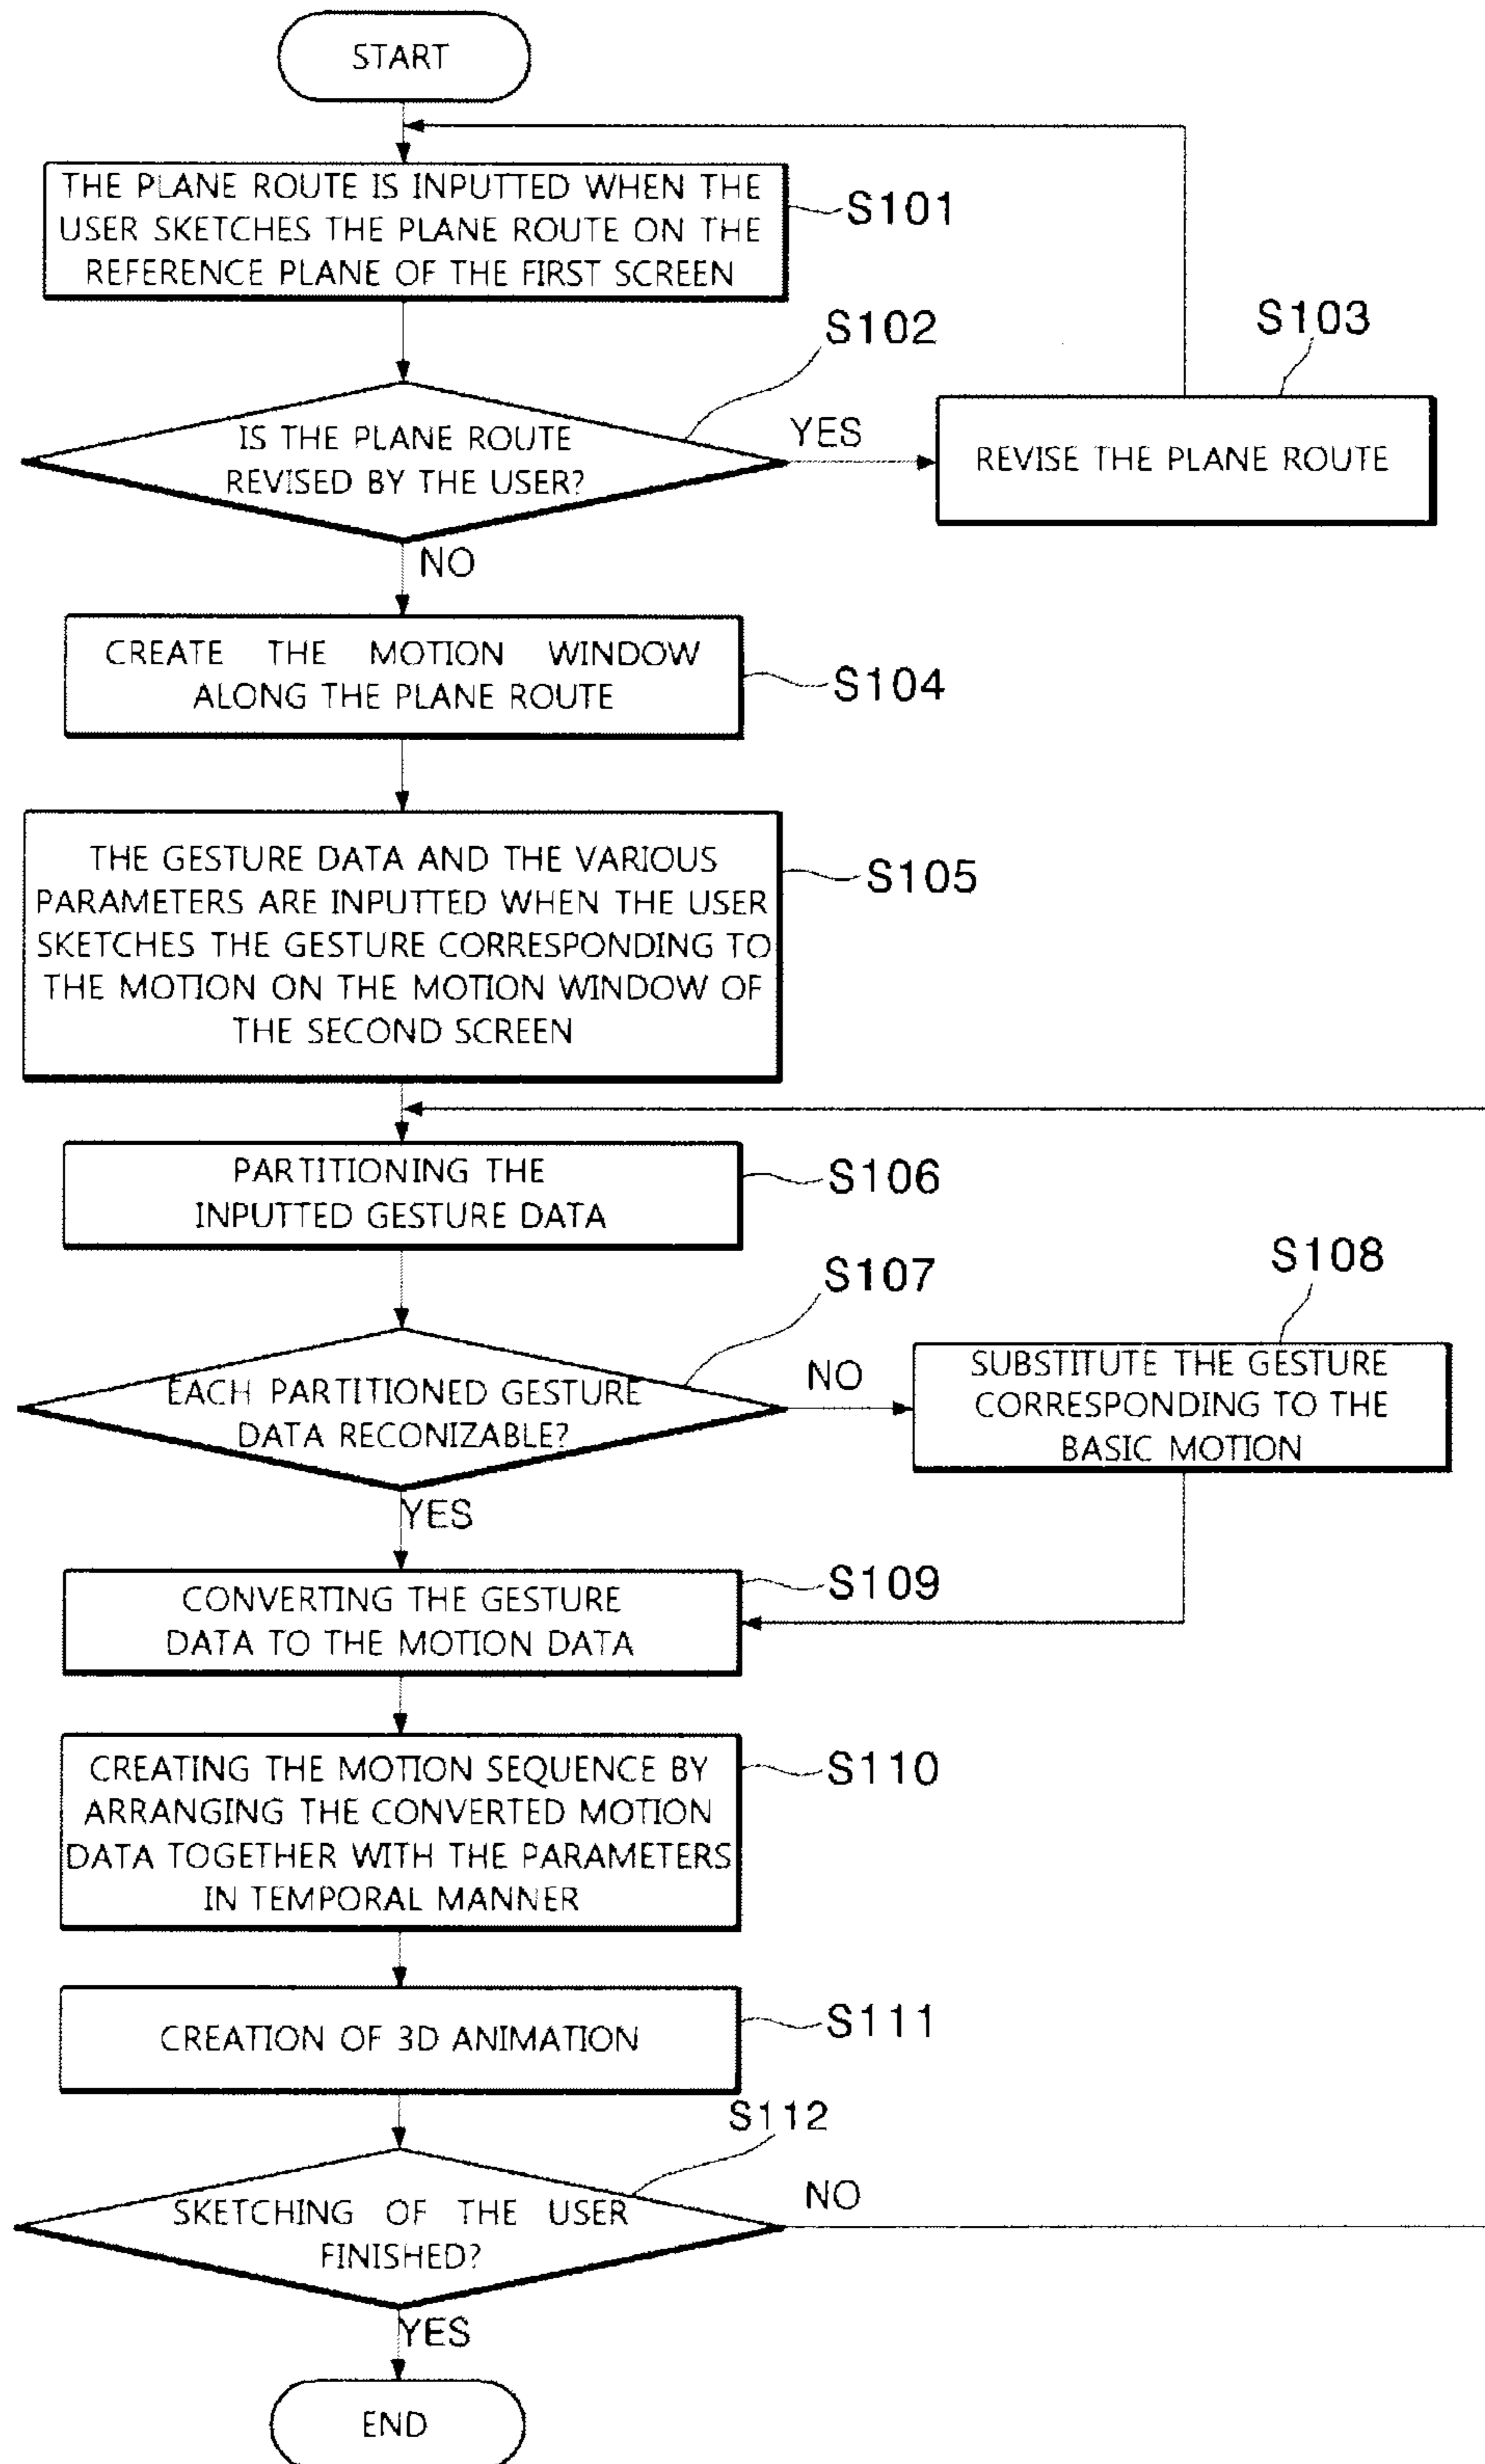 START
THE PLANE ROUTE IS INPUTTED WHEN THE
USER SKETCHES THE PLANE ROUTE ON THE
REFERENCE PLANE OF THE FIRST SCREEN
S101
S102
S103
IS THE PLANE ROUTE
REVISED BY THE USER?
YES
REVISE THE PLANE ROUTE
NO
CREATE THE MOTION WINDOW
ALONG THE PLANE ROUTE
S104
THE GESTURE DATA AND THE VARIOUS
PARAMETERS ARE INPUTTED WHEN THE USER
SKETCHES THE GESTURE CORRESPONDING TO
THE MOTION ON THE MOTION WINDOW OF
THE SECOND SCREEN
S105
PARTITIONING THE
INPUTTED GESTURE DATA
S106
S107
S108
EACH PARTITIONED GESTURE
DATA RECONIZABLE?
NO
SUBSTITUTE THE GESTURE
CORRESPONDING TO THE
BASIC MOTION
YES
CONVERTING THE GESTURE
DATA TO THE MOTION DATA
S109
CREATING THE MOTION SEQUENCE BY
ARRANGING THE CONVERTED MOTION
DATA TOGETHER WITH THE PARAMETERS
IN TEMPORAL MANNER
S110
CREATION OF 3D ANIMATION
S111
S112
SKETCHING OF THE USER
FINISHED?
NO
YES
END